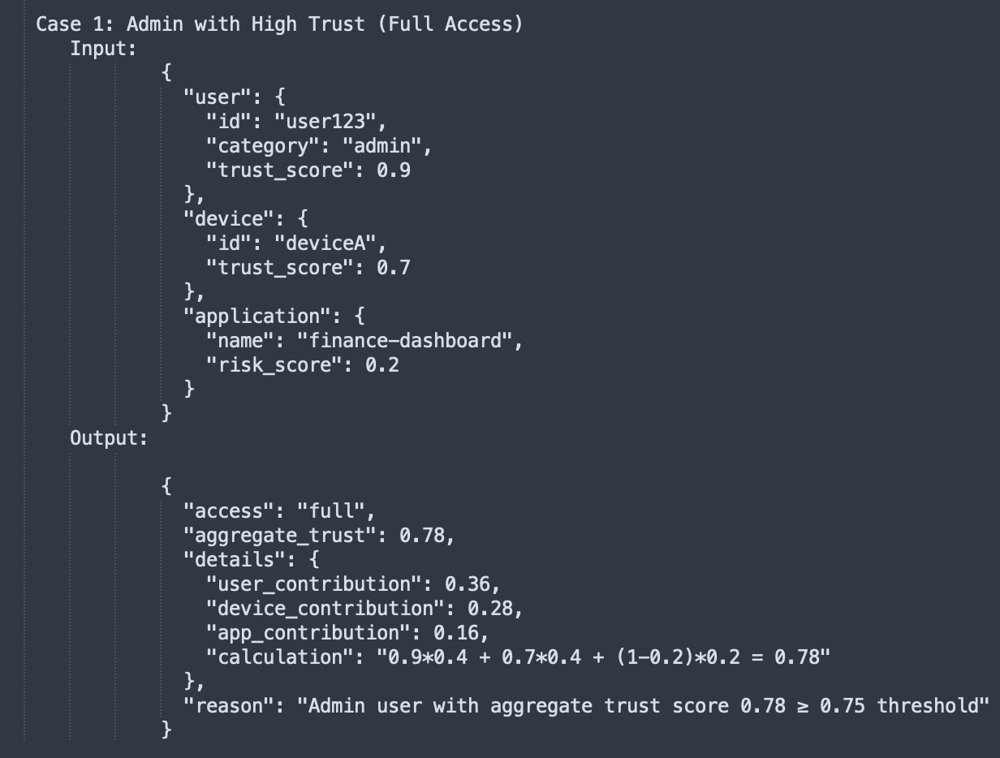 Case 1: Admin with High Trust (Full Access)
Input:
{
"user": {
"id": "user123",
"category": "admin",
"trust_score": 0.9
},
"device": {
"id": "deviceA",
"trust_score": 0.7
},
"application": {
"name": "finance-dashboard",
"risk_score": 0.2
}
}
Output:
{
"access": "full",
"aggregate_trust": 0.78,
"details": {
"user_contribution": 0.36,
"device_contribution": 0.28,
"app_contribution": 0.16,
"calculation": "0.9*0.4 + 0.7*0.4 + (1-0.2)*0.2 = 0.78"
},
"reason": "Admin user with aggregate trust score 0.78 ≥ 0.75 threshold"
}